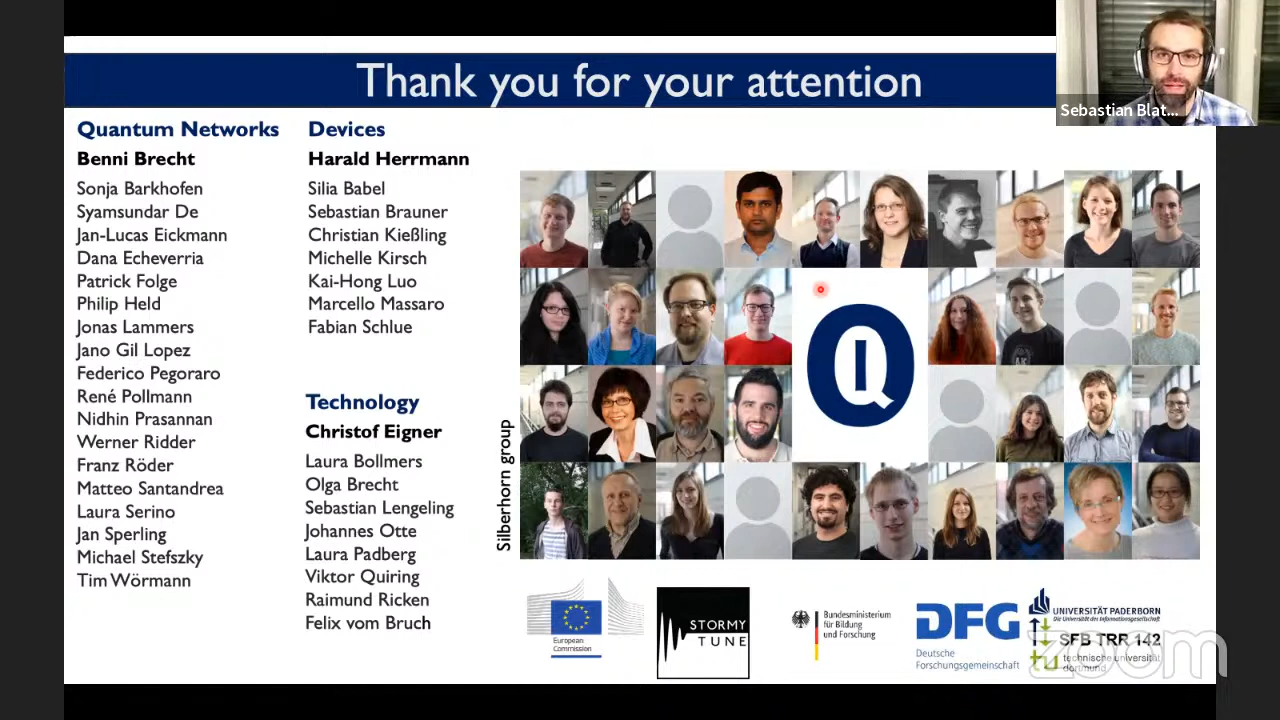 Thank you for your attention
Sebastian Blat...
Quantum Networks
Benni Brecht
Sonja Barkhofen
Syamsundar De
Jan-Lucas Eickmann
Dana Echeverria
Patrick Folge
Philip Held
Jonas Lammers
Jano Gil Lopez
Federico Pegoraro
René Pollmann
Nidhin Prasannan
Werner Ridder
Franz Röder
Matteo Santandrea
Laura Serino
Jan Sperling
Michael Stefszky
Tim Wörmann
Devices
Harald Herrmann
Silia Babel
Sebastian Brauner
Christian Kießling
Michelle Kirsch
Kai-Hong Luo
Marcello Massaro
Fabian Schlue
Technology
Christof Eigner
Laura Bollmers
Olga Brecht
Sebastian Lengeling
Johannes Otte
Laura Padberg
Viktor Quiring
Raimund Ricken
Felix vom Bruch
Silberhorn group
IQ
European
Commission
STORMY
TUNE
Bundesministerium
für Bildung
und Forschung
DFG
Deutsche
Forschungsgemeinschaft
UNIVERSITÄT PADERBORN
Die Universität der Informationsgesellschaft
SFB TRR 142
technische universität
dortmund
zoom